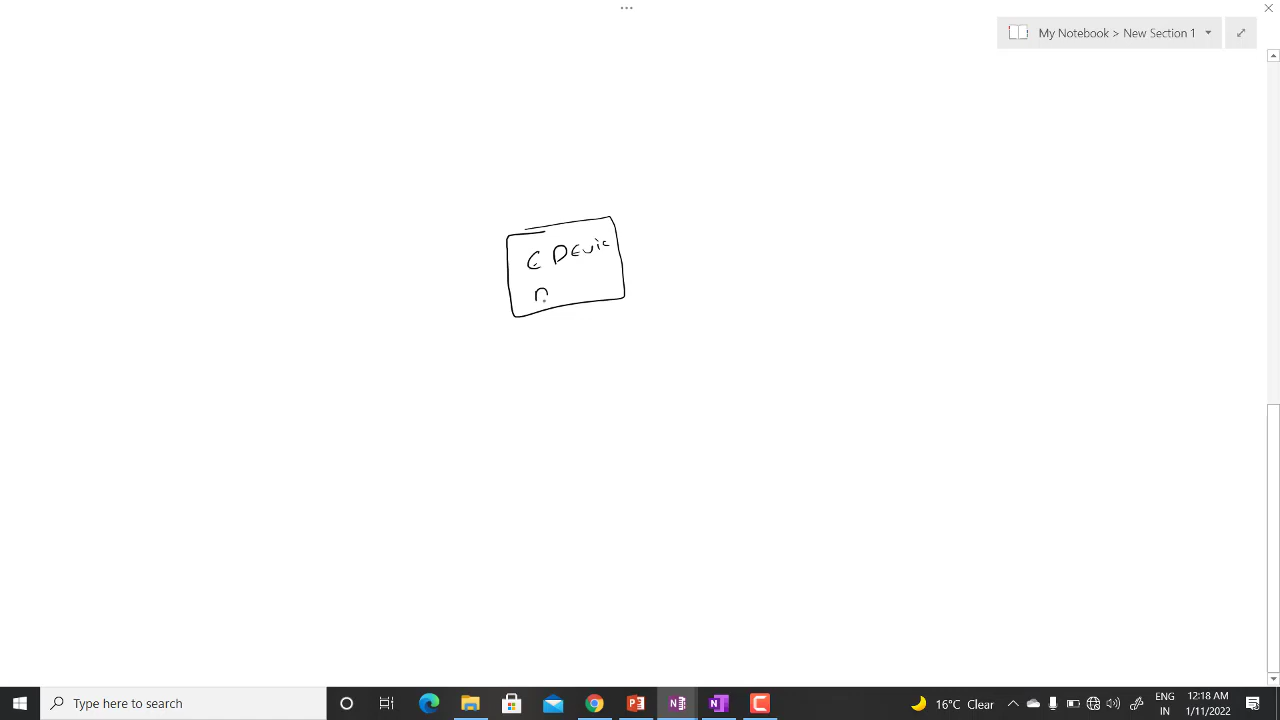 ...
My Notebook > New Section 1
E Devic
n
Type here to search
16°C Clear
ENG
IN
12:18 AM
1/11/2022